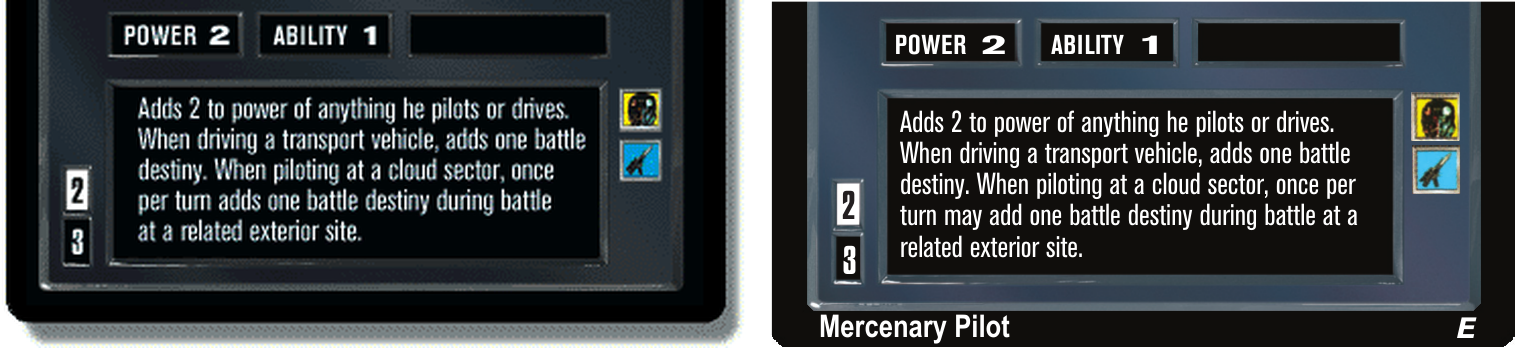 POWER 2 ABILITY 1
Adds 2 to power of anything he pilots or drives.
When driving a transport vehicle, adds one battle
destiny. When piloting at a cloud sector, once
per turn adds one battle destiny during battle
at a related exterior site.
2
3
POWER 2 ABILITY 1
Adds 2 to power of anything he pilots or drives.
When driving a transport vehicle, adds one battle
destiny. When piloting at a cloud sector, once per
turn may add one battle destiny during battle at a
related exterior site.
2
3
Mercenary Pilot E